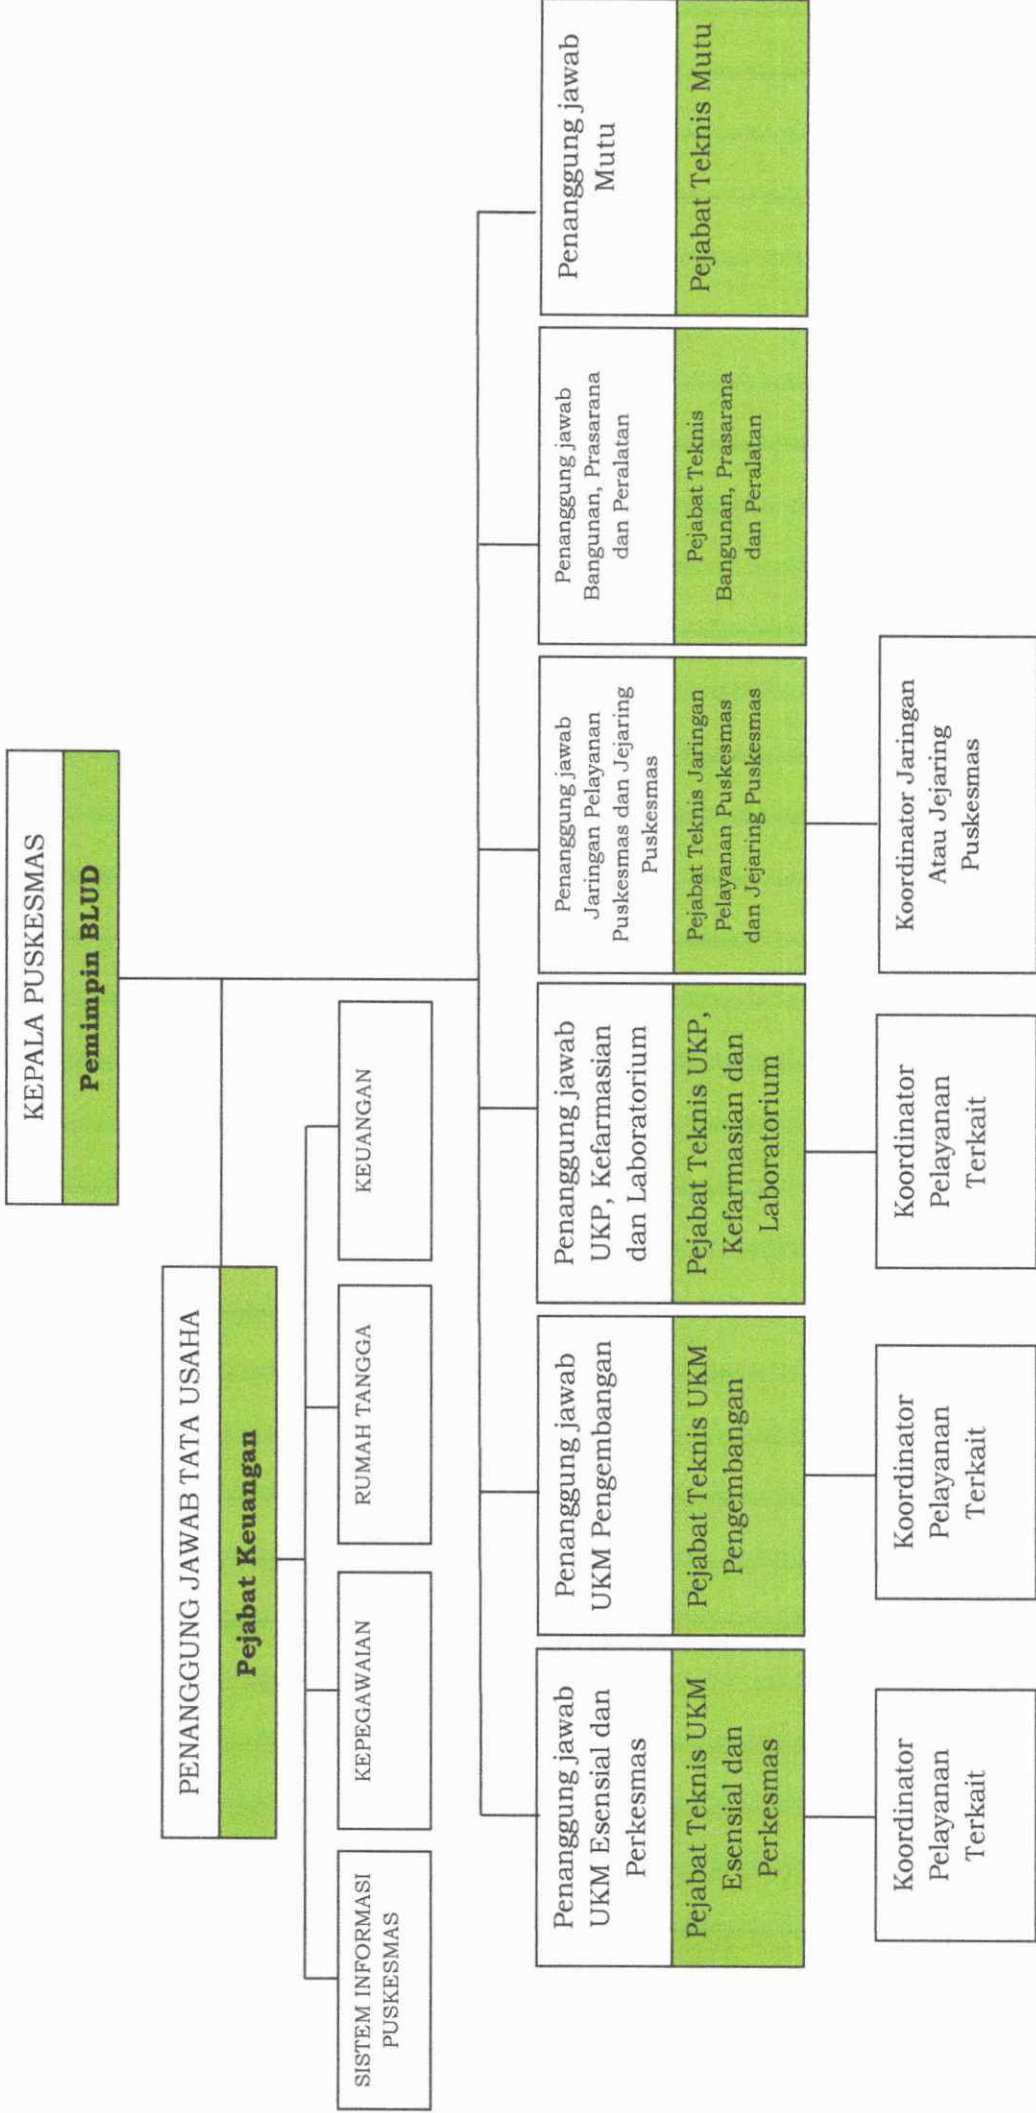 KEPALA PUSKESMAS
Pemimpin BLUD
PENANGGUNG JAWAB TATA USAHA
Pejabat Keuangan
SISTEM INFORMASI
PUSKESMAS
KEPEGAWAIAN
RUMAH TANGGA
KEUANGAN
Penanggung jawab
UKM Esensial dan
Perkesmas
Pejabat Teknis UKM
Esensial dan
Perkesmas
Koordinator
Pelayanan
Terkait
Penanggung jawab
UKM Pengembangan
Pejabat Teknis UKM
Pengembangan
Koordinator
Pelayanan
Terkait
Penanggung jawab
UKP, Kefarmasian
dan Laboratorium
Pejabat Teknis UKP,
Kefarmasian dan
Laboratorium
Koordinator
Pelayanan
Terkait
Penanggung jawab
Jaringan Pelayanan
Puskesmas dan Jejaring
Puskesmas
Pejabat Teknis Jaringan
Pelayanan Puskesmas
dan Jejaring Puskesmas
Koordinator Jaringan
Atau Jejaring
Puskesmas
Penanggung jawab
Bangunan, Prasarana
dan Peralatan
Pejabat Teknis
Bangunan, Prasarana
dan Peralatan
Penanggung jawab
Mutu
Pejabat Teknis Mutu